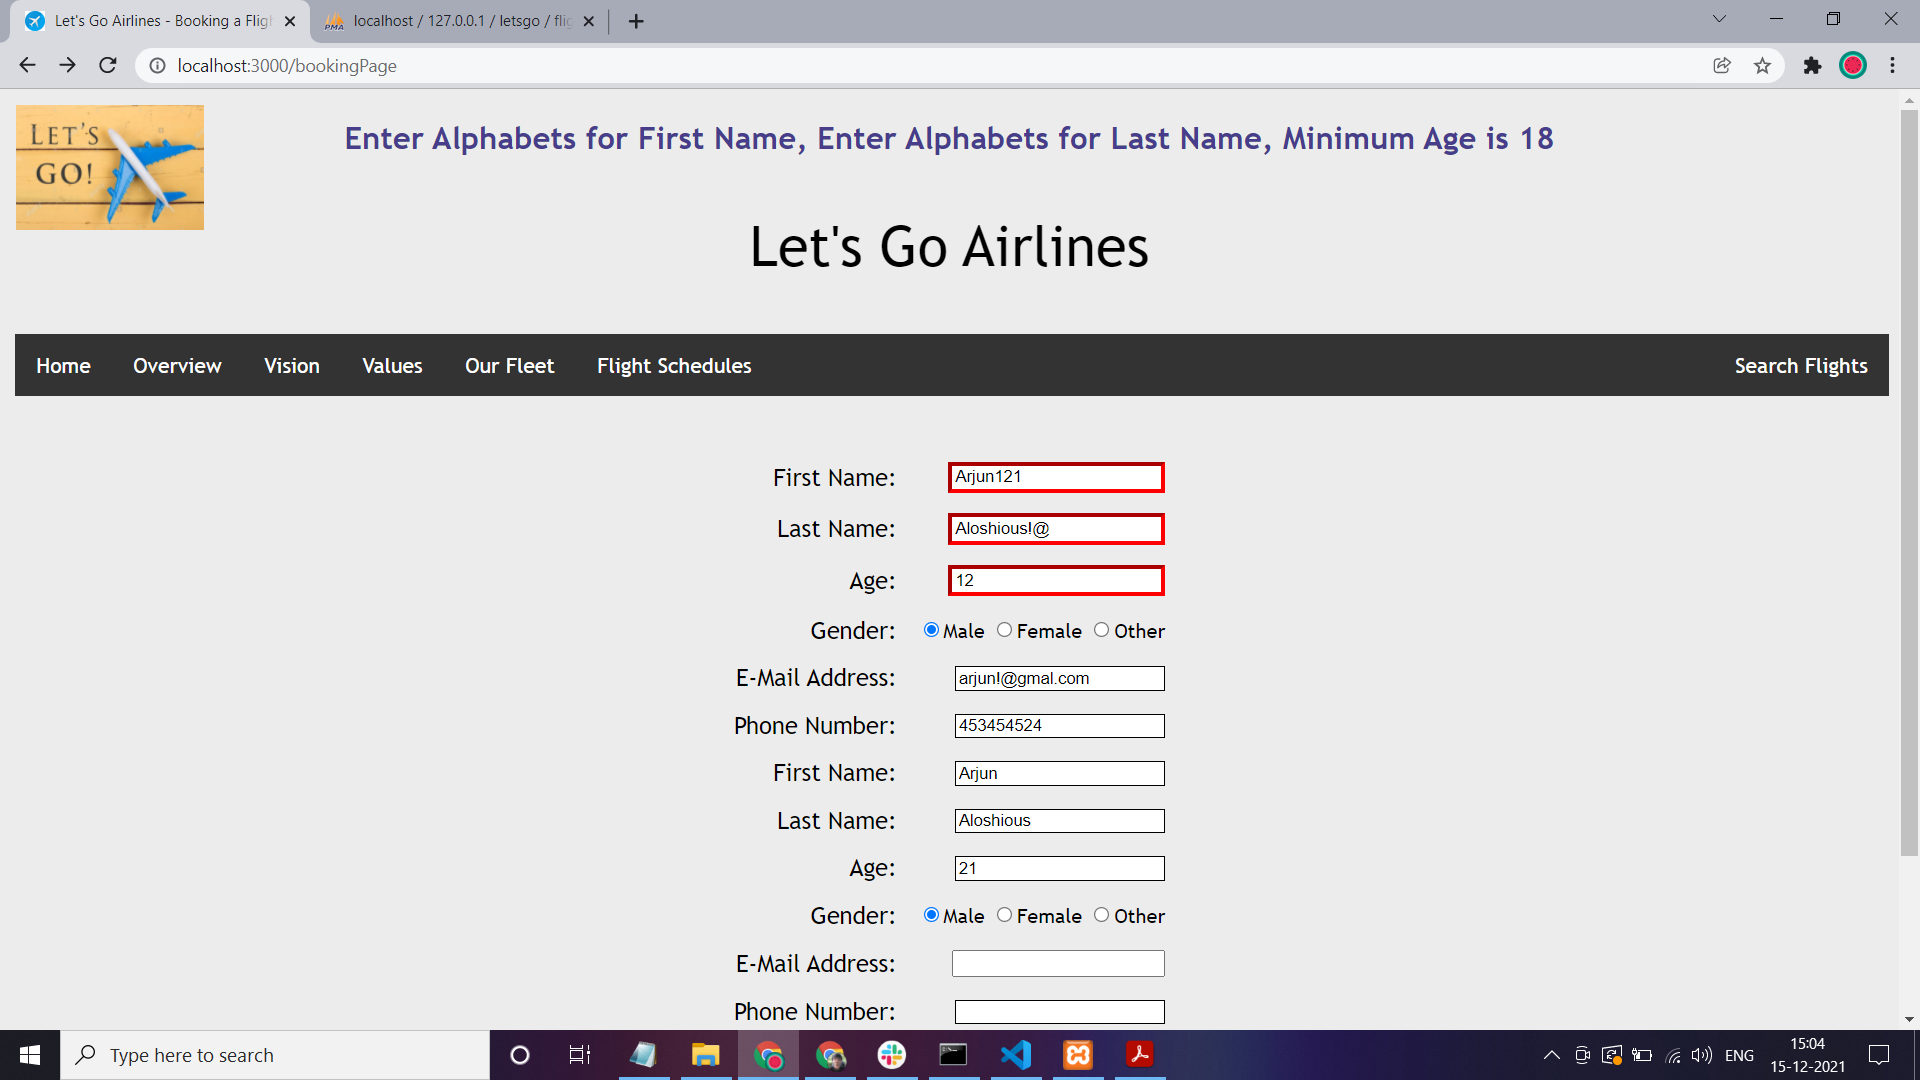 Let's Go Airlines - Booking a Fligh
localhost / 127.0.0.1 / letsgo / flig
localhost:3000/bookingPage
LET'S
GO!
Enter Alphabets for First Name, Enter Alphabets for Last Name, Minimum Age is 18
Let's Go Airlines
Home Overview Vision Values Our Fleet Flight Schedules Search Flights
First Name: Arjun121
Last Name: Aloshious!@
Age: 12
Gender: Male Female Other
E-Mail Address: arjun!@gmal.com
Phone Number: 453454524
First Name: Arjun
Last Name: Aloshious
Age: 21
Gender: Male Female Other
E-Mail Address:
Phone Number:
Type here to search
ENG
15:04
15-12-2021